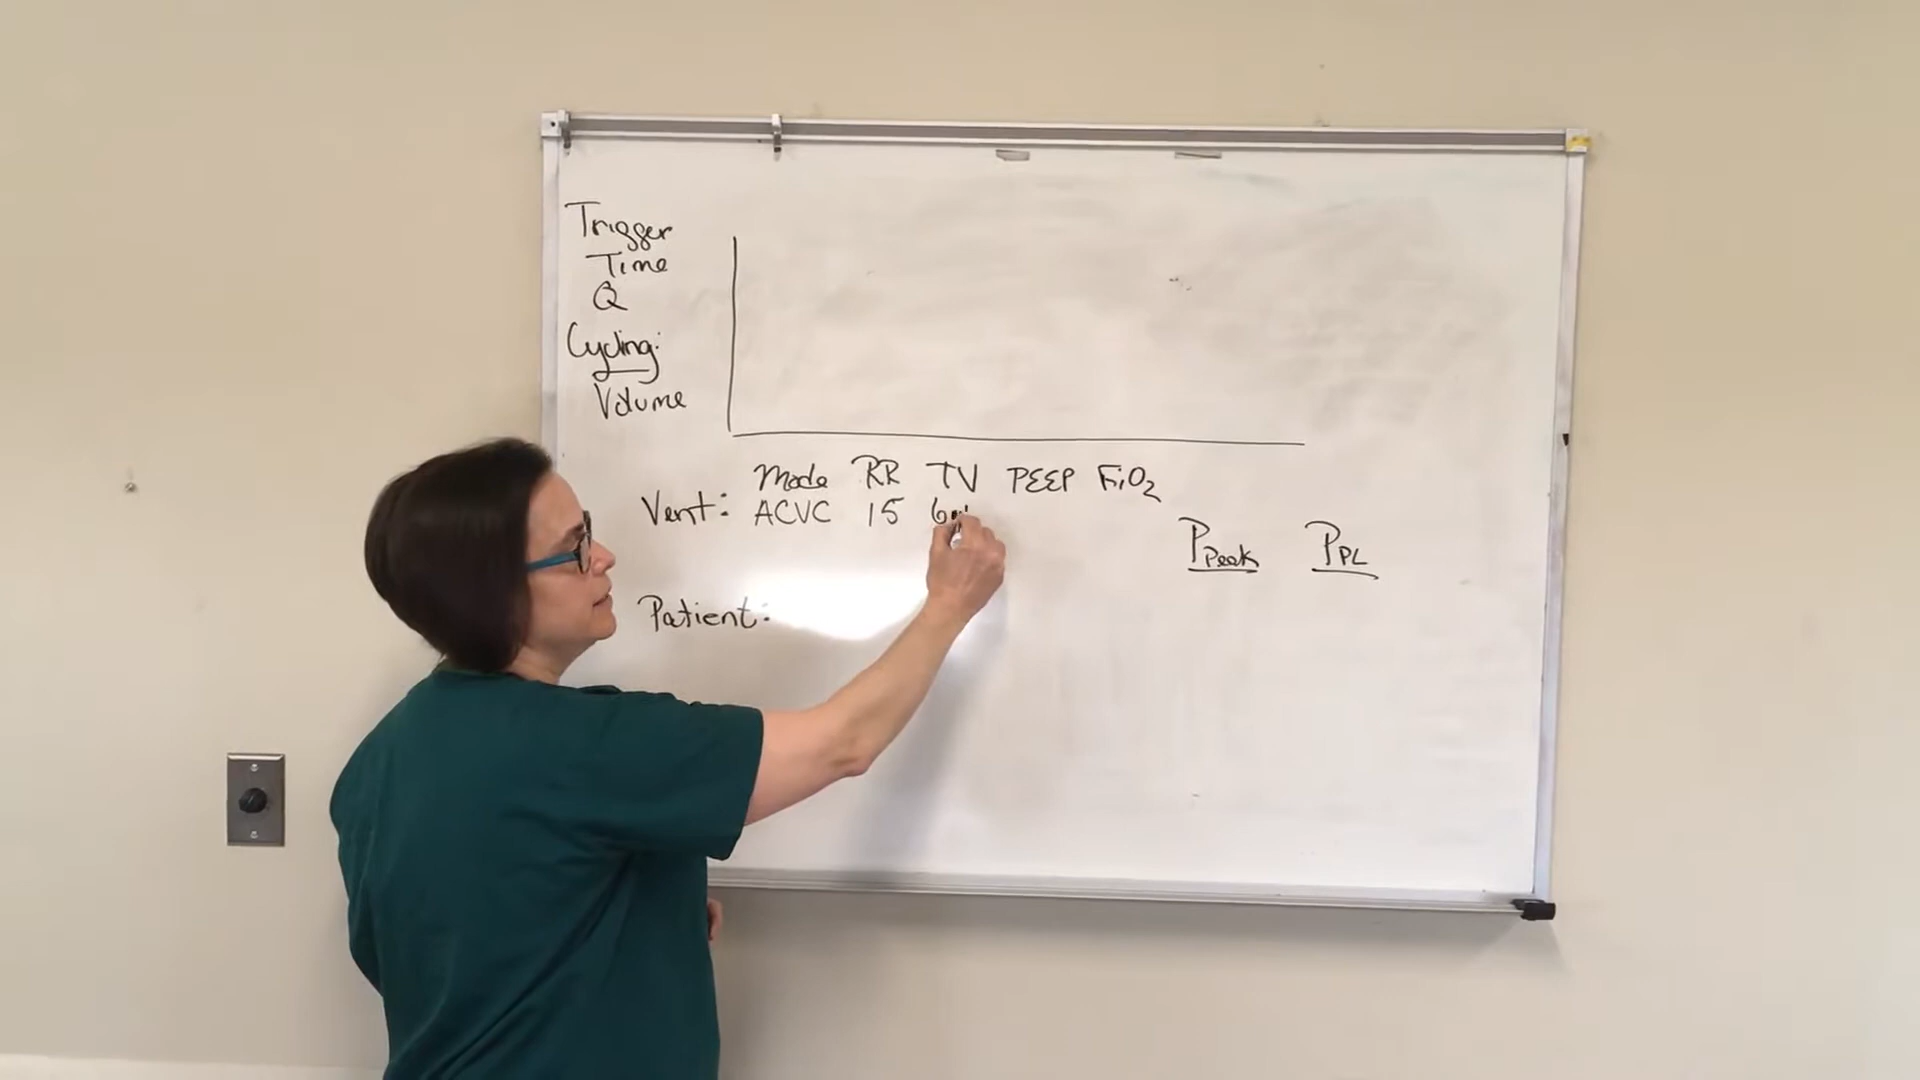 Trigger
Time
Q
Cycling:
Volume
Mode RR TV PEEP FiO2
Vent: ACVC 15
PPeak PPL
Patient: